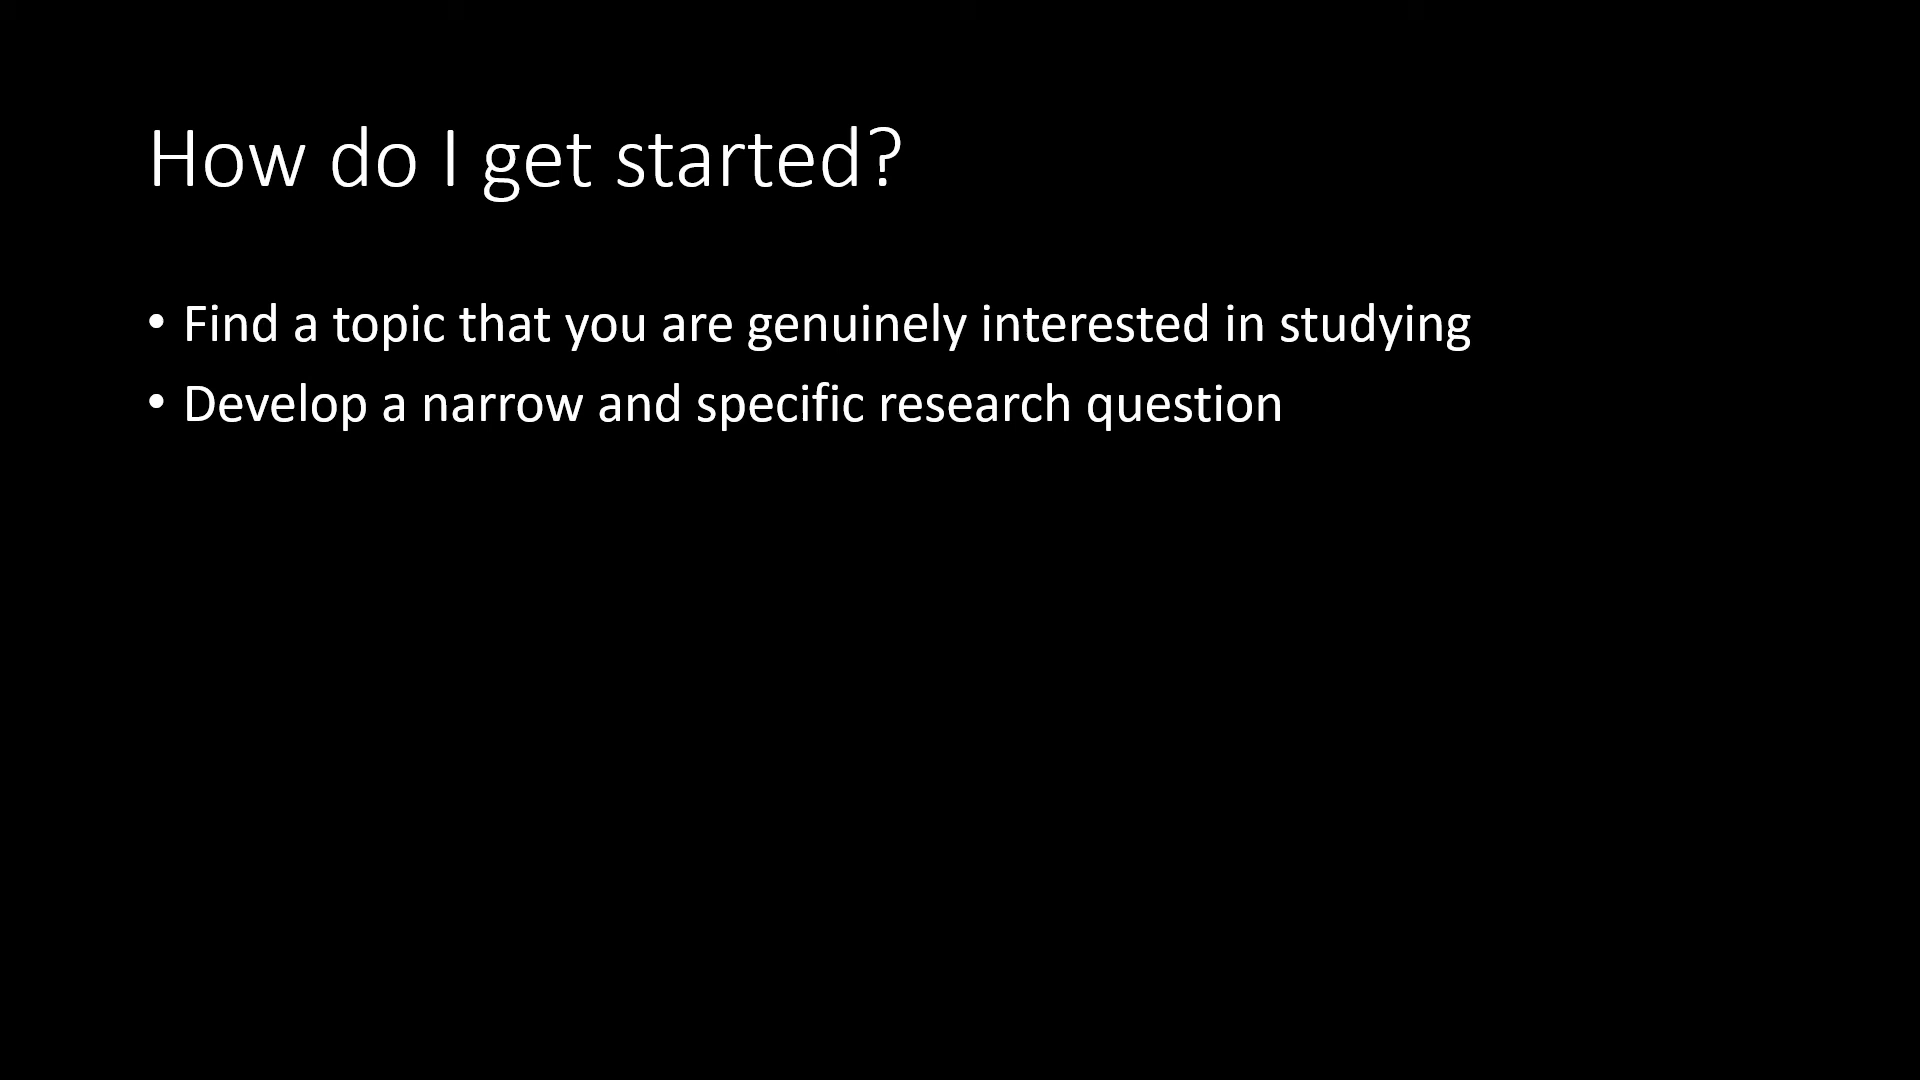 How do I get started?
• Find a topic that you are genuinely interested in studying
• Develop a narrow and specific research question